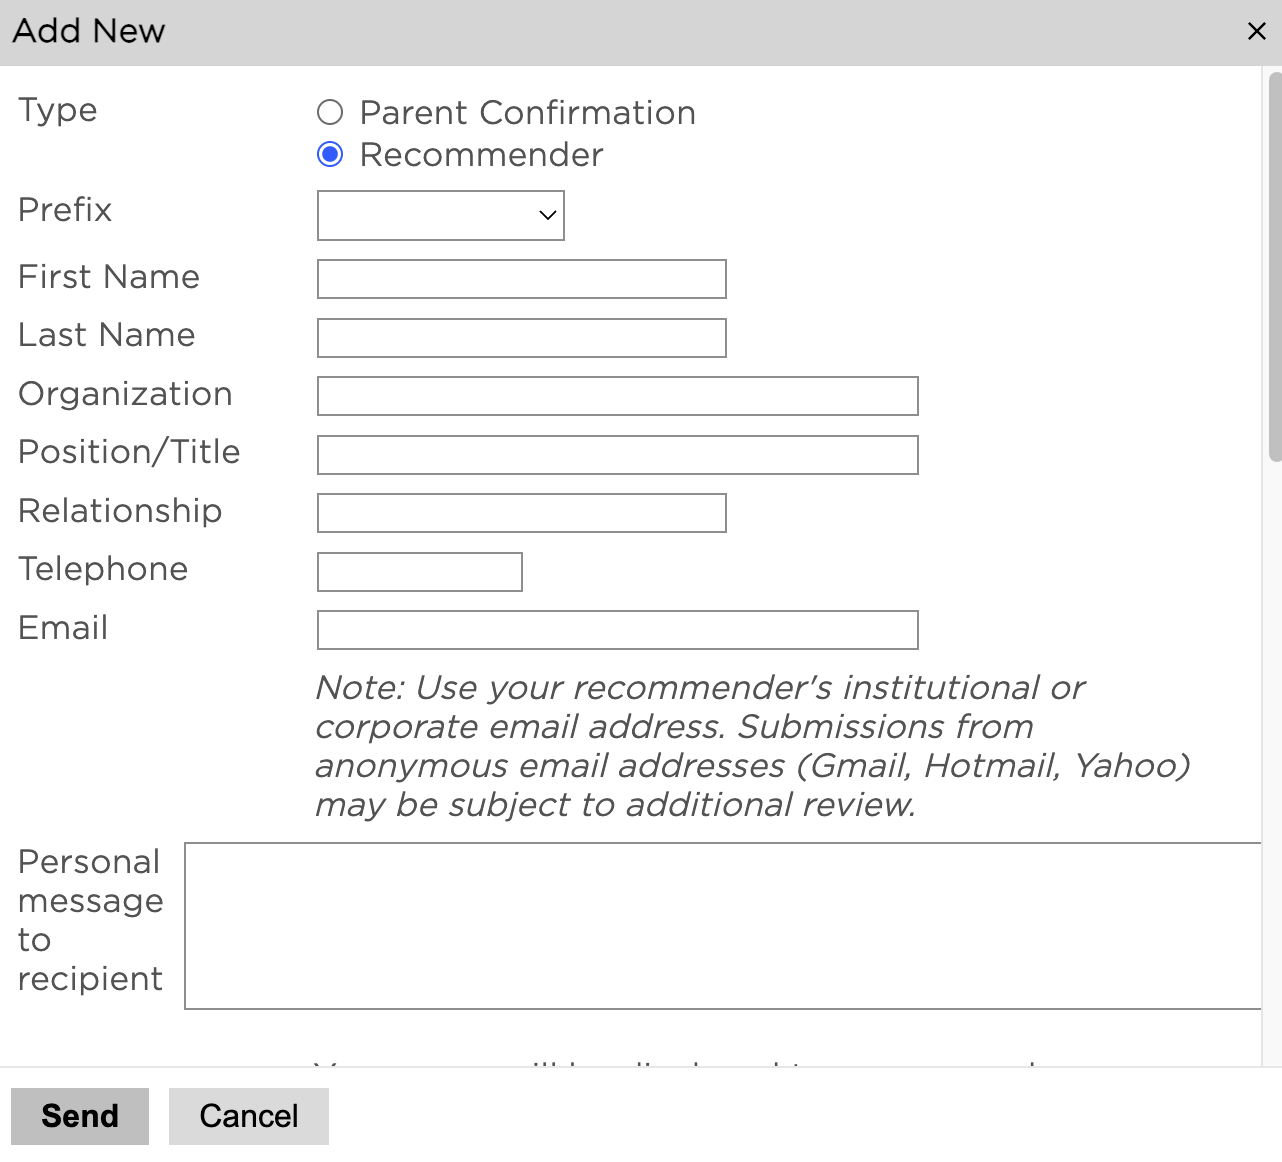 Add New
Type
Parent Confirmation
Recommender
Prefix
First Name
Last Name
Organization
Position/Title
Relationship
Telephone
Email
Note: Use your recommender's institutional or
corporate email address. Submissions from
anonymous email addresses (Gmail, Hotmail, Yahoo)
may be subject to additional review.
Personal
message
to
recipient
Send
Cancel